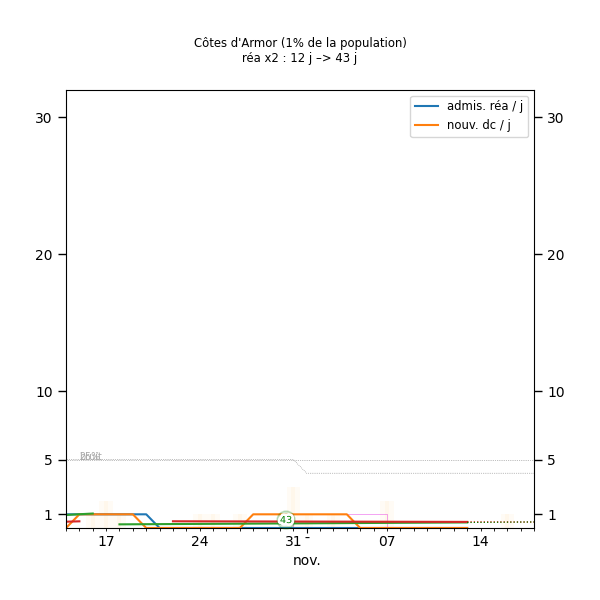 Côtes d'Armor (1% de la population)
réa x2 : 12 j –> 43 j
admis. réa / j
nouv. dc / j
30 30
20 20
10 10
5 5
1 1
43
17 24 31 - 07 14
nov.